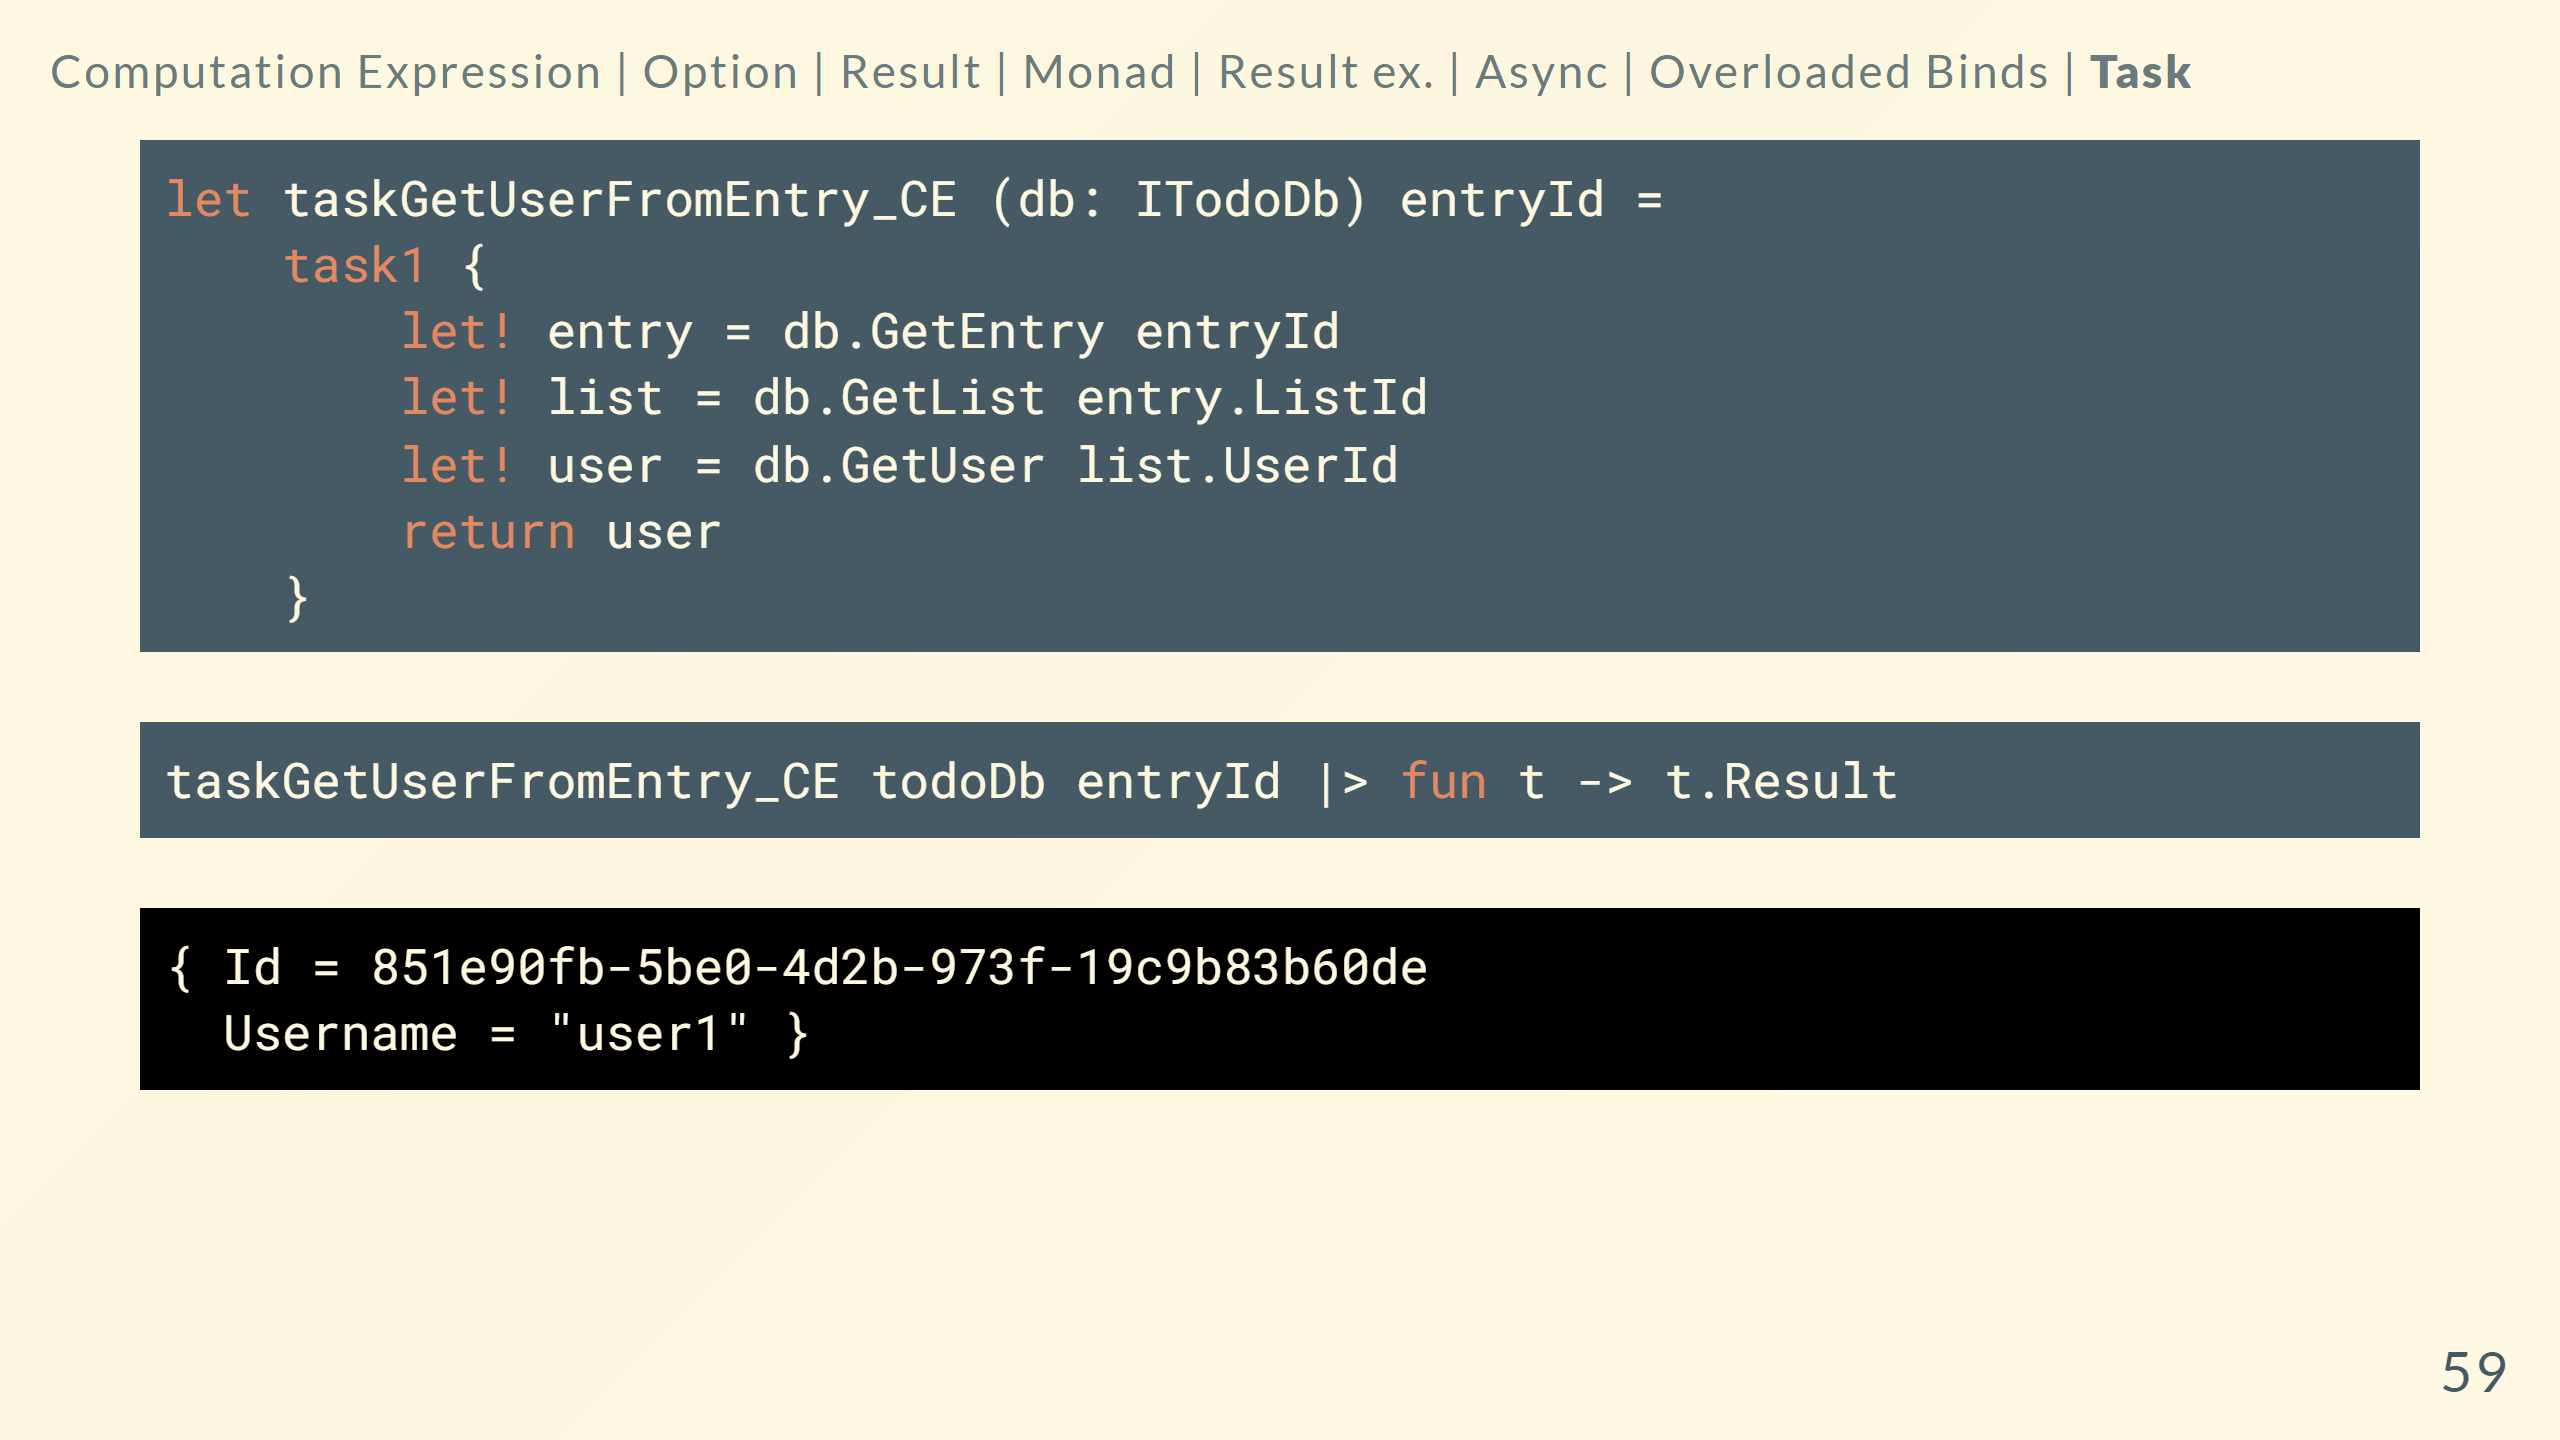 Computation Expression | Option | Result | Monad | Result ex. | Async | Overloaded Binds | Task
let taskGetUserFromEntry_CE (db: ITodoDb) entryId =
    task1 {
        let! entry = db.GetEntry entryId
        let! list = db.GetList entry.ListId
        let! user = db.GetUser list.UserId
        return user
    }
taskGetUserFromEntry_CE todoDb entryId |> fun t -> t.Result
{ Id = 851e90fb-5be0-4d2b-973f-19c9b83b60de
  Username = "user1" }
59